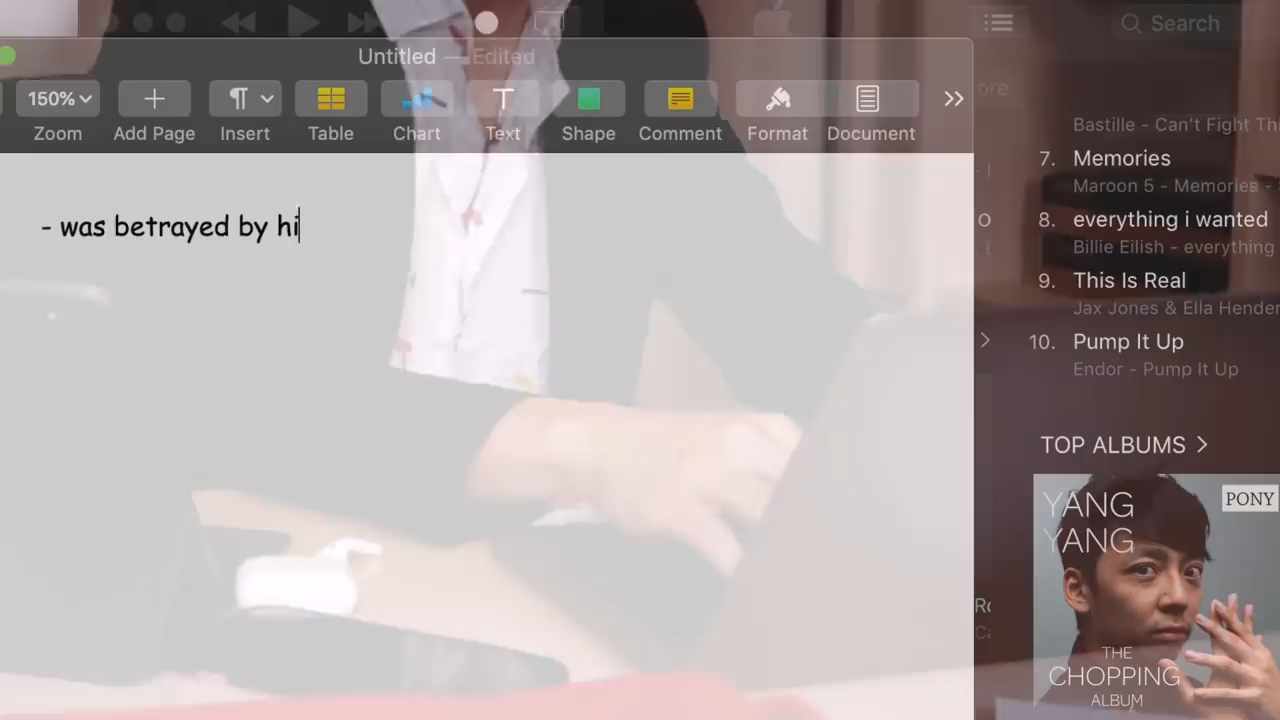 Search
Untitled — Edited
150%
Zoom
Add Page
Insert
Table
Chart
T
Text
Shape
Comment
Format
Document
- was betrayed by hi
Bastille - Can't Fight Th
7. Memories
Maroon 5 - Memories -
8. everything i wanted
Billie Eilish - everything
9. This Is Real
Jax Jones & Ella Hender
10. Pump It Up
Endor - Pump It Up
TOP ALBUMS >
YANG
YANG
PONY
THE
CHOPPING
ALBUM